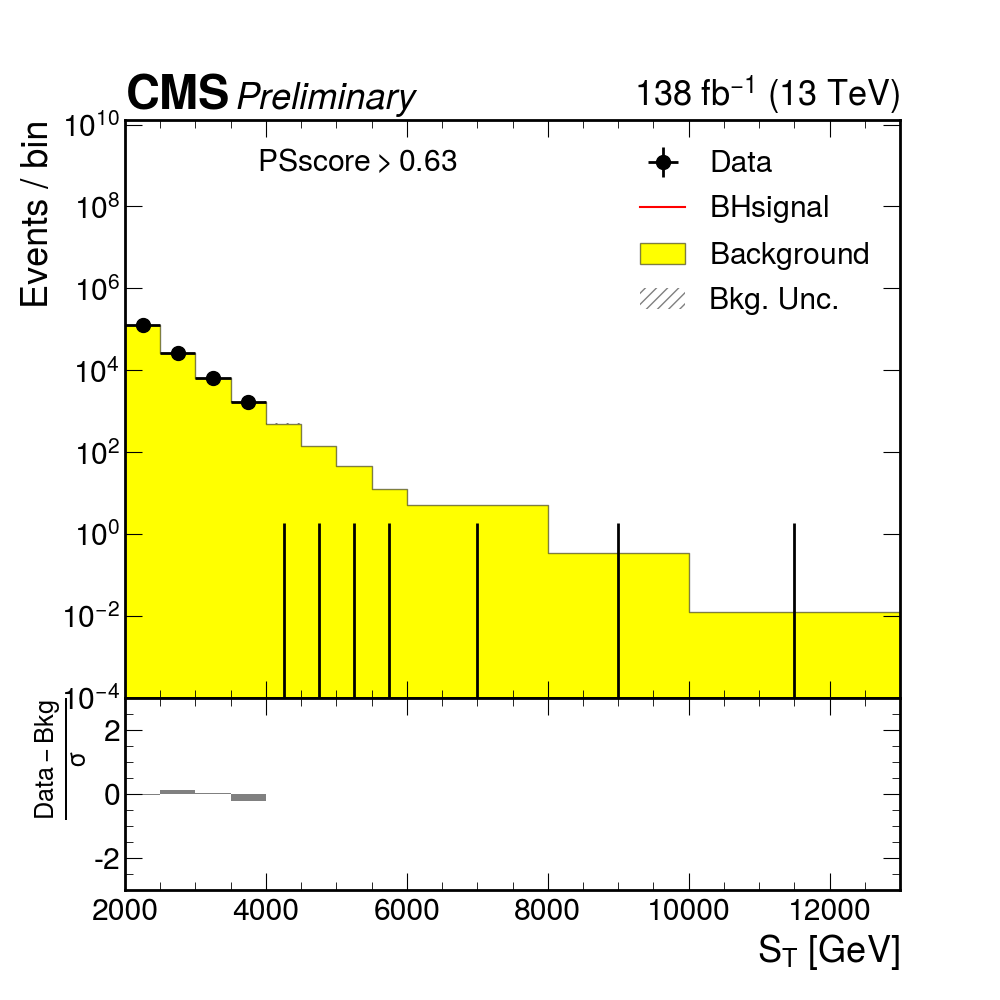 CMS Preliminary 138 fb⁻¹ (13 TeV)
Events / bin
10¹⁰
10⁸
10⁶
10⁴
10²
10⁰
10⁻²
10⁻⁴
PSscore > 0.63
Data
BHsignal
Background
Bkg. Unc.
Data – Bkg
σ
2
0
-2
2000 4000 6000 8000 10000 12000
S_T [GeV]